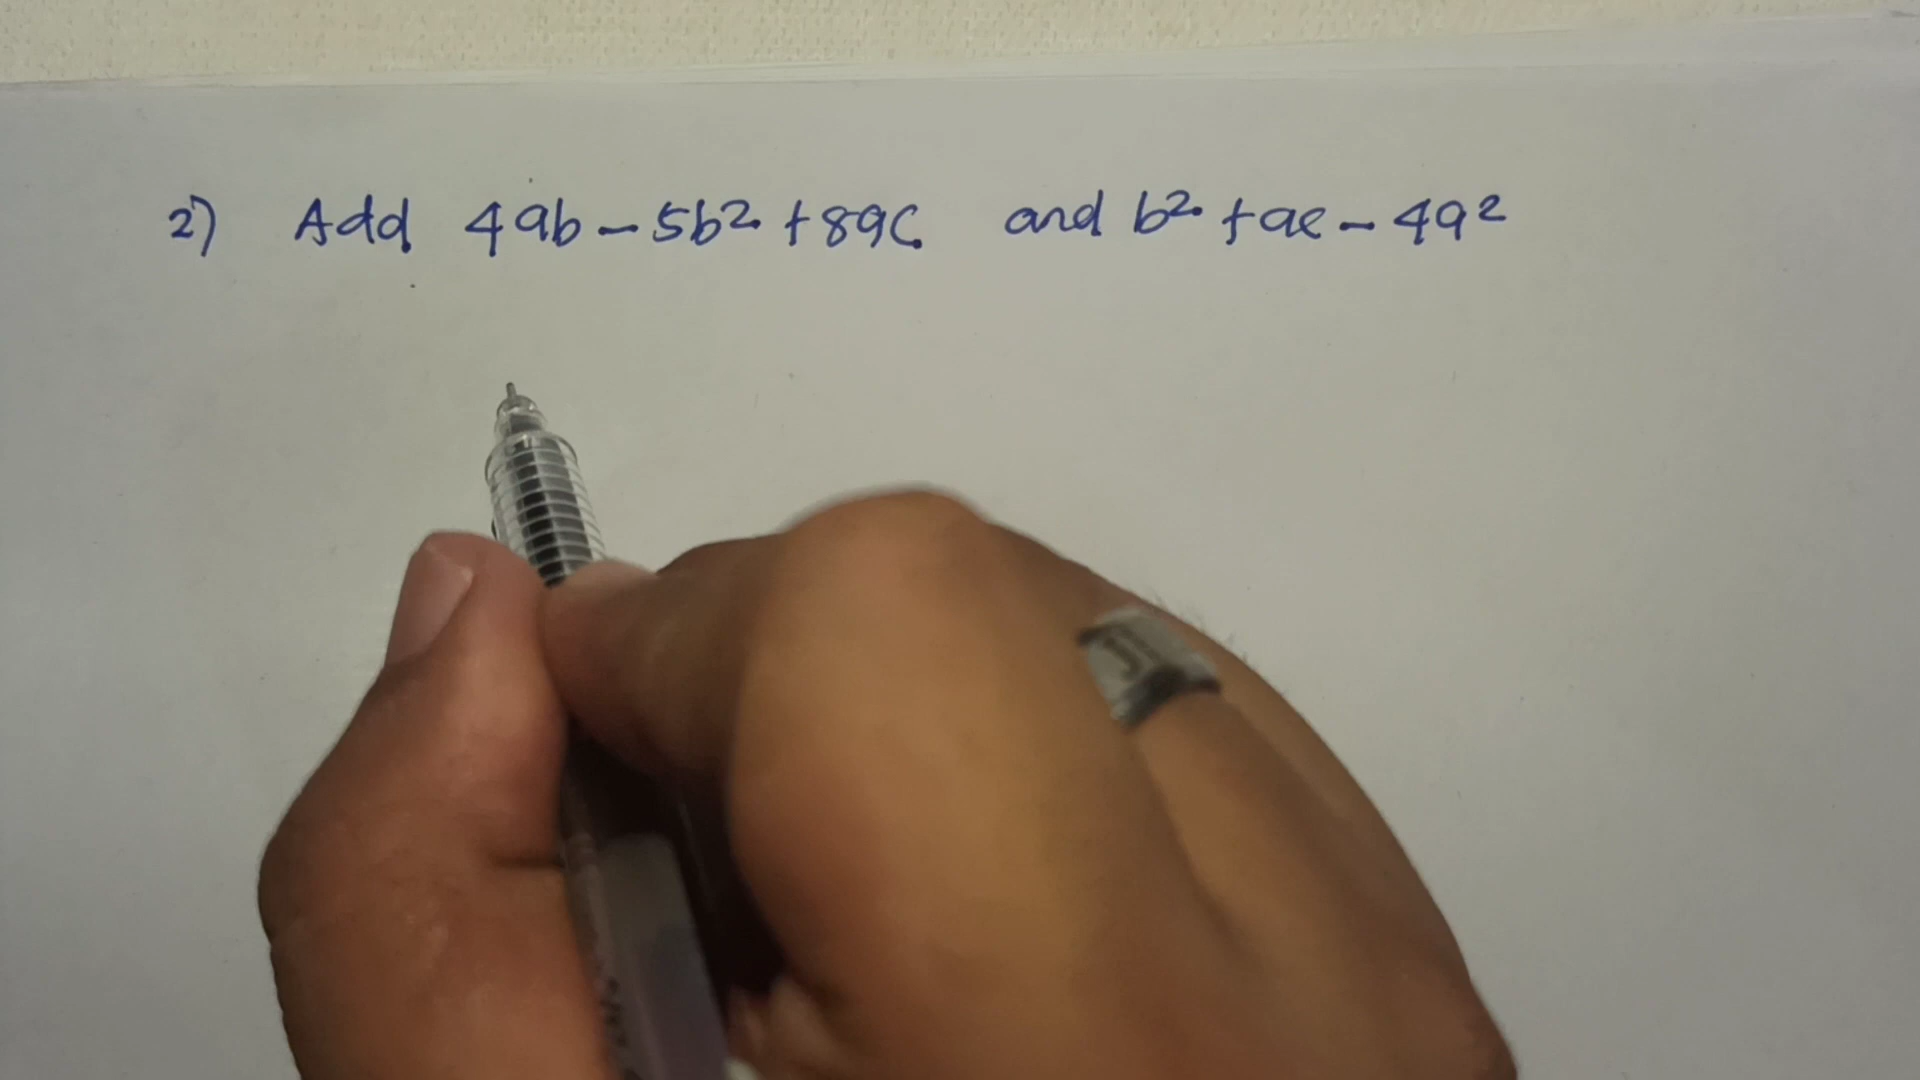 2) Add 4ab - 5b² + 8ac and b² + ac - 4a²